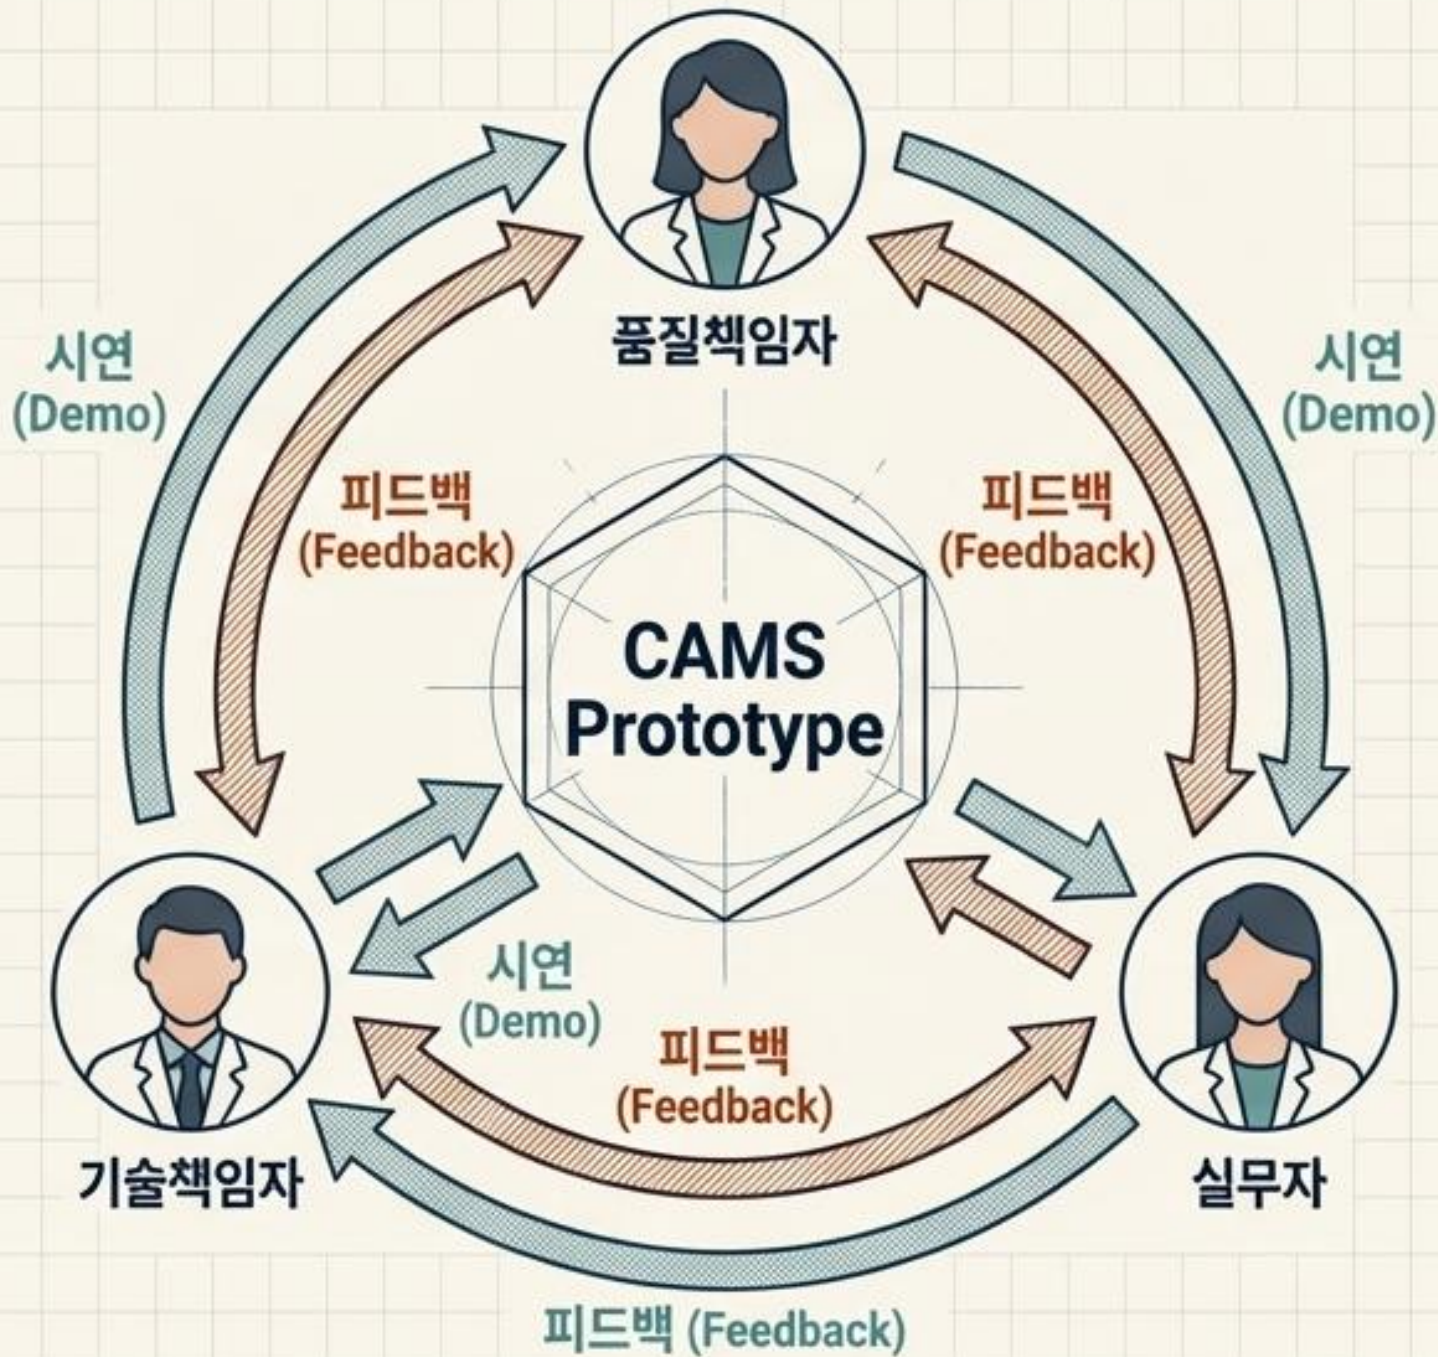 품질책임자
시연
(Demo)
시연
(Demo)
피드백
(Feedback)
피드백
(Feedback)
CAMS
Prototype
시연
(Demo)
피드백
(Feedback)
기술책임자
실무자
피드백 (Feedback)